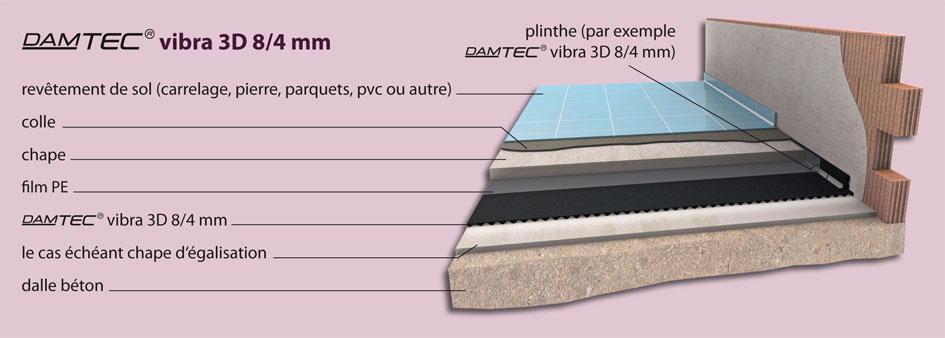 DAMTEC® vibra 3D 8/4 mm
plinthe (par exemple
DAMTEC® vibra 3D 8/4 mm)
revêtement de sol (carrelage, pierre, parquets, pvc ou autre)
colle
chape
film PE
DAMTEC® vibra 3D 8/4 mm
le cas échéant chape d‘égalisation
dalle béton